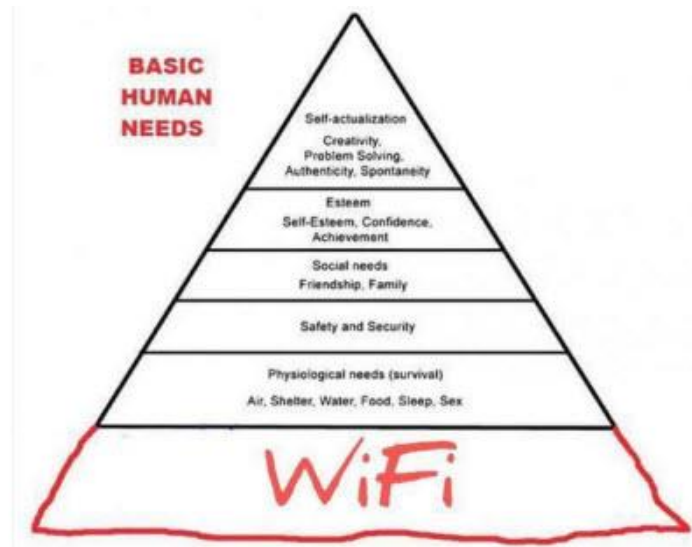 BASIC
HUMAN
NEEDS
Self-actualization
Creativity,
Problem Solving,
Authenticity, Spontaneity
Esteem
Self-Esteem, Confidence,
Achievement
Social needs
Friendship, Family
Safety and Security
Physiological needs (survival)
Air, Shelter, Water, Food, Sleep, Sex
WiFi